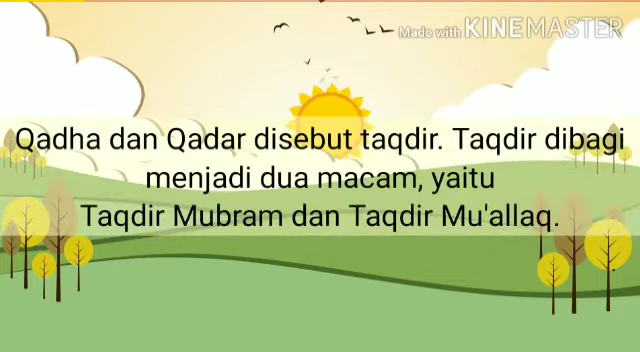 Made with KINEMASTER
Qadha dan Qadar disebut taqdir. Taqdir dibagi
menjadi dua macam, yaitu
Taqdir Mubram dan Taqdir Mu'allaq.